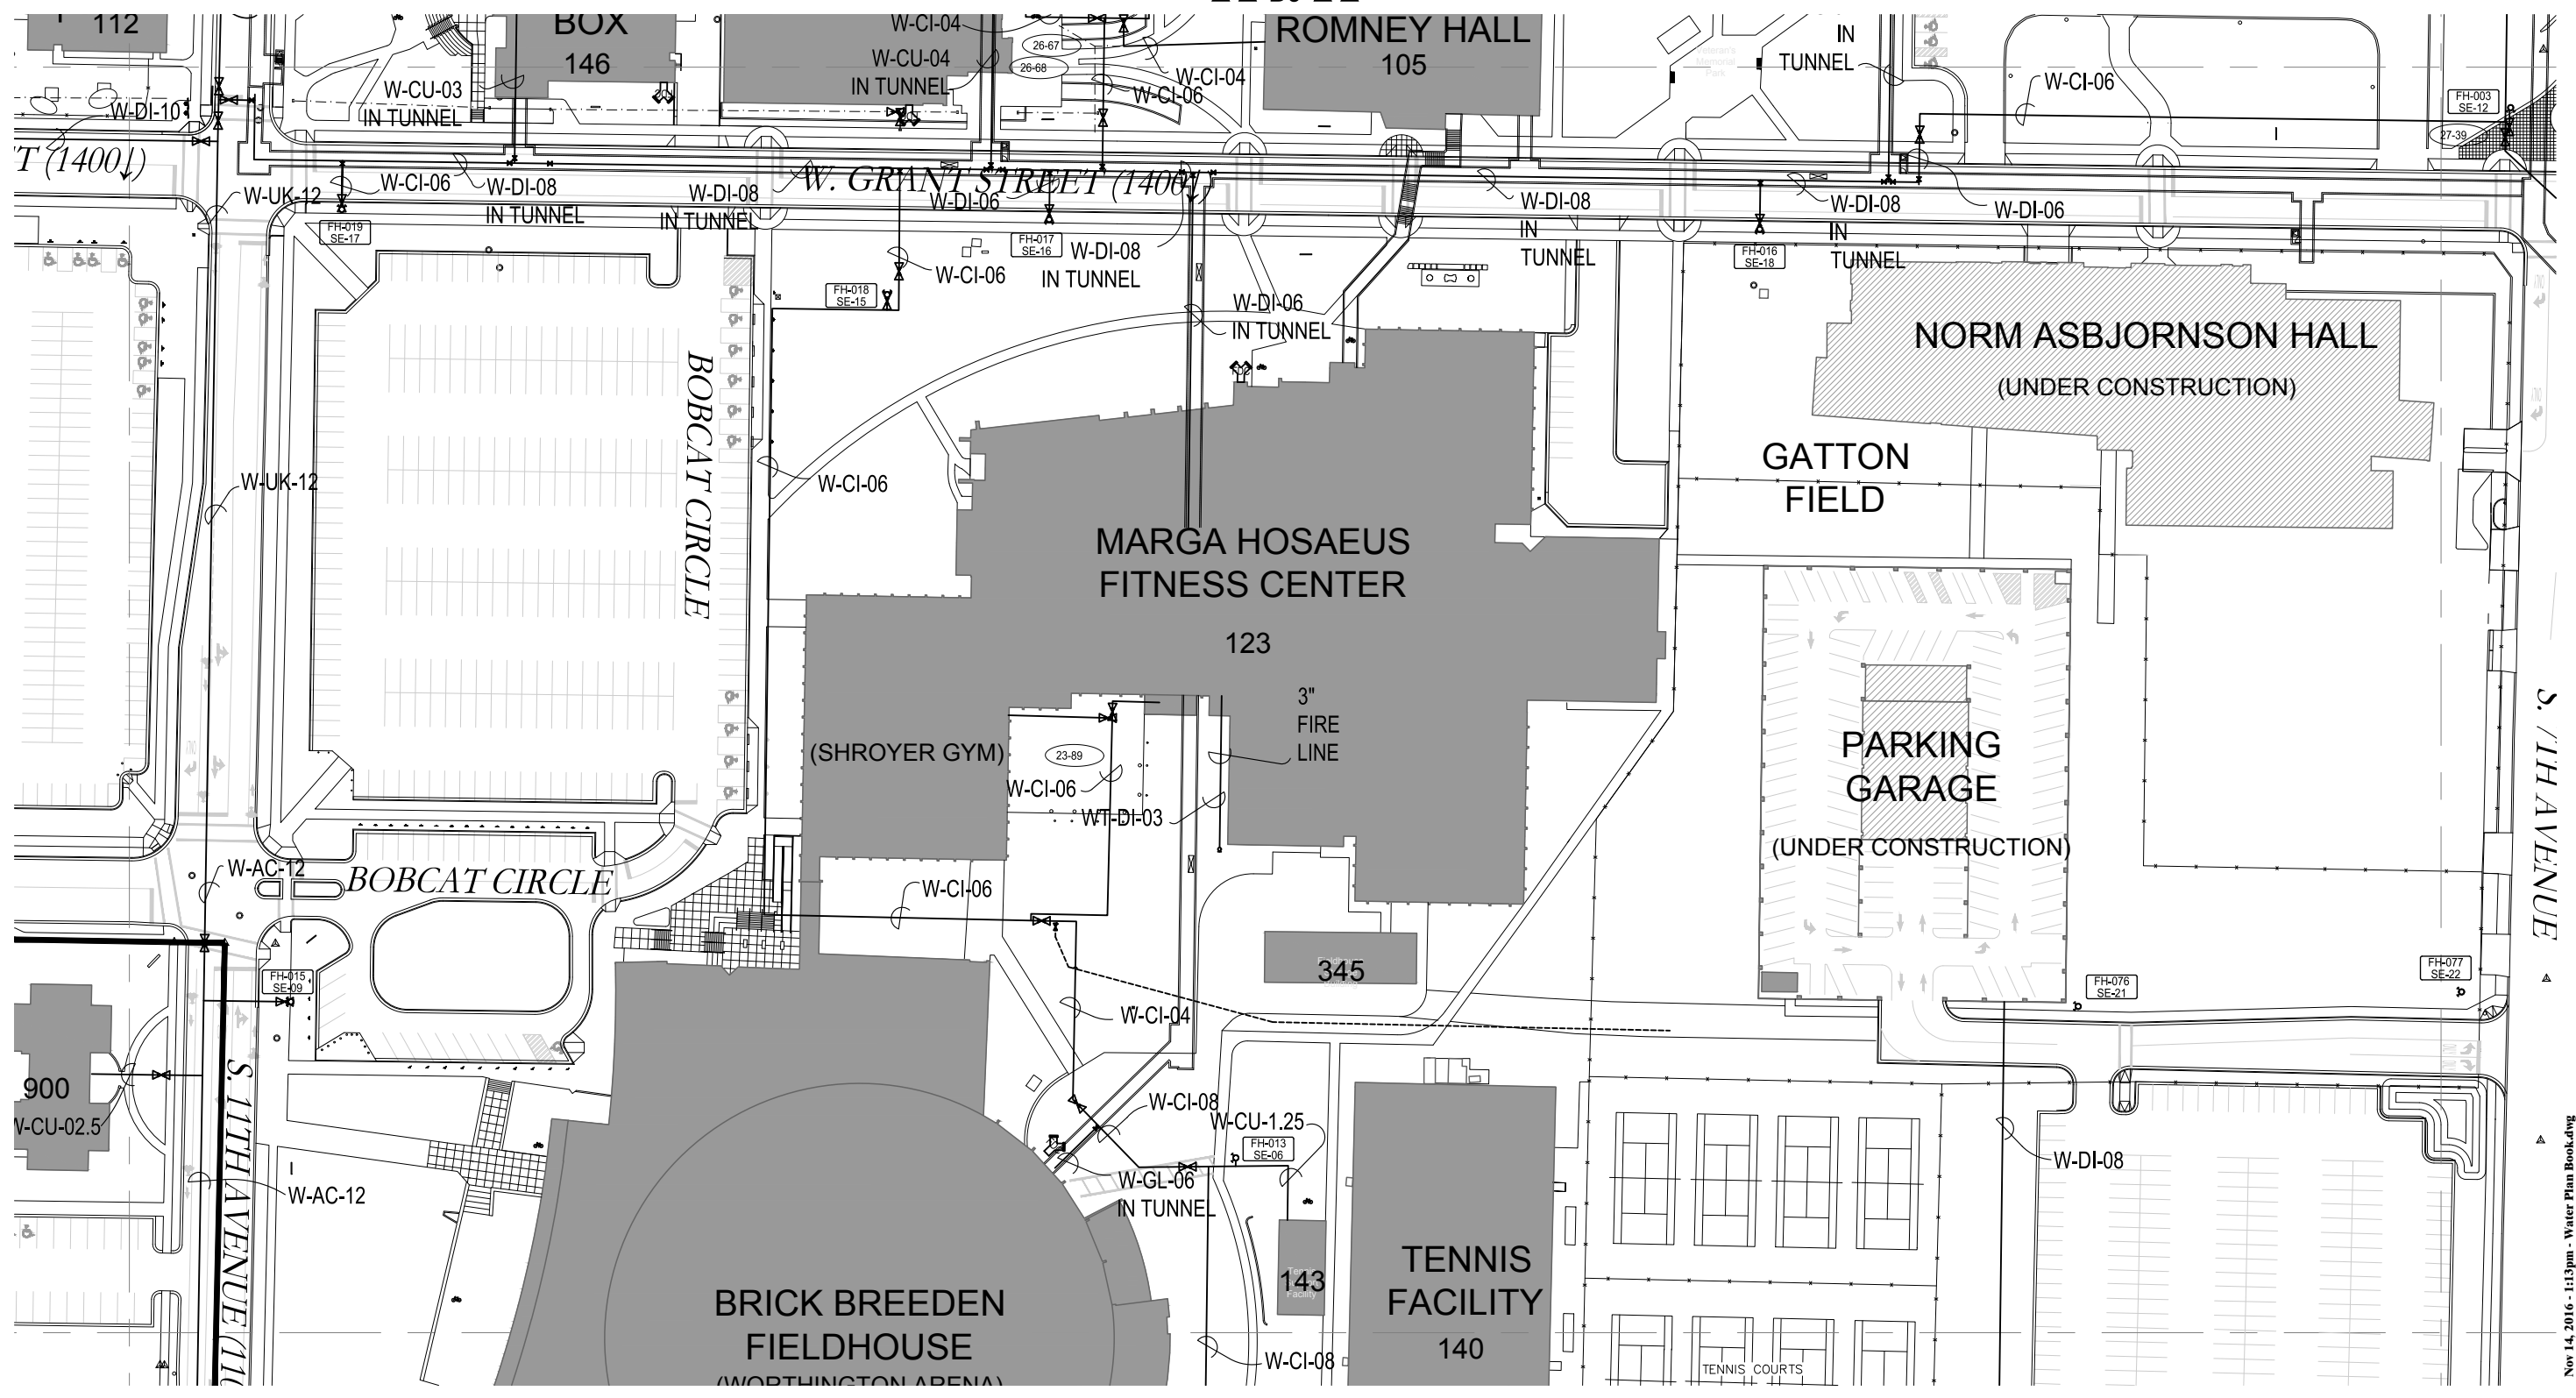 112
BOX
146
W-CI-04
W-CU-04
IN TUNNEL
26-67
26-68
ROMNEY HALL
105
Veteran's
Memorial
Park
IN
TUNNEL
W-CU-03
IN TUNNEL
W-CI-04
W-CI-06
W-CI-06
FH-003
SE-12
27-39
W-DI-10
T (1400↓)
W-UK-12
W-CI-06
W-DI-08
IN TUNNEL
W-DI-08
IN TUNNEL
W. GRANT STREET (1400↓)
W-DI-06
W-DI-08
IN
TUNNEL
W-DI-08
IN
TUNNEL
W-DI-06
FH-019
SE-17
FH-017
SE-16
W-DI-08
IN TUNNEL
FH-016
SE-18
W-CI-06
FH-018
SE-15
W-DI-06
IN TUNNEL
NORM ASBJORNSON HALL
(UNDER CONSTRUCTION)
BOBCAT CIRCLE
GATTON
FIELD
W-UK-12
W-CI-06
MARGA HOSAEUS
FITNESS CENTER
123
3"
FIRE
LINE
(SHROYER GYM)
23-89
W-CI-06
WT-DI-03
PARKING
GARAGE
(UNDER CONSTRUCTION)
S. 7TH AVENUE
ONLY
W-AC-12
BOBCAT CIRCLE
W-CI-06
345
FH-015
SE-09
FH-076
SE-21
FH-077
SE-22
W-CI-04
900
W-CU-02.5
S. 11TH AVENUE (110
W-AC-12
W-CI-08
W-CU-1.25
FH-013
SE-06
W-GL-06
IN TUNNEL
W-DI-08
BRICK BREEDEN
FIELDHOUSE
(WORTHINGTON ARENA)
143
Tennis
Facility
TENNIS
FACILITY
140
W-CI-08
TENNIS COURTS
Nov 14, 2016 - 1:13pm - Water Plan Book.dwg